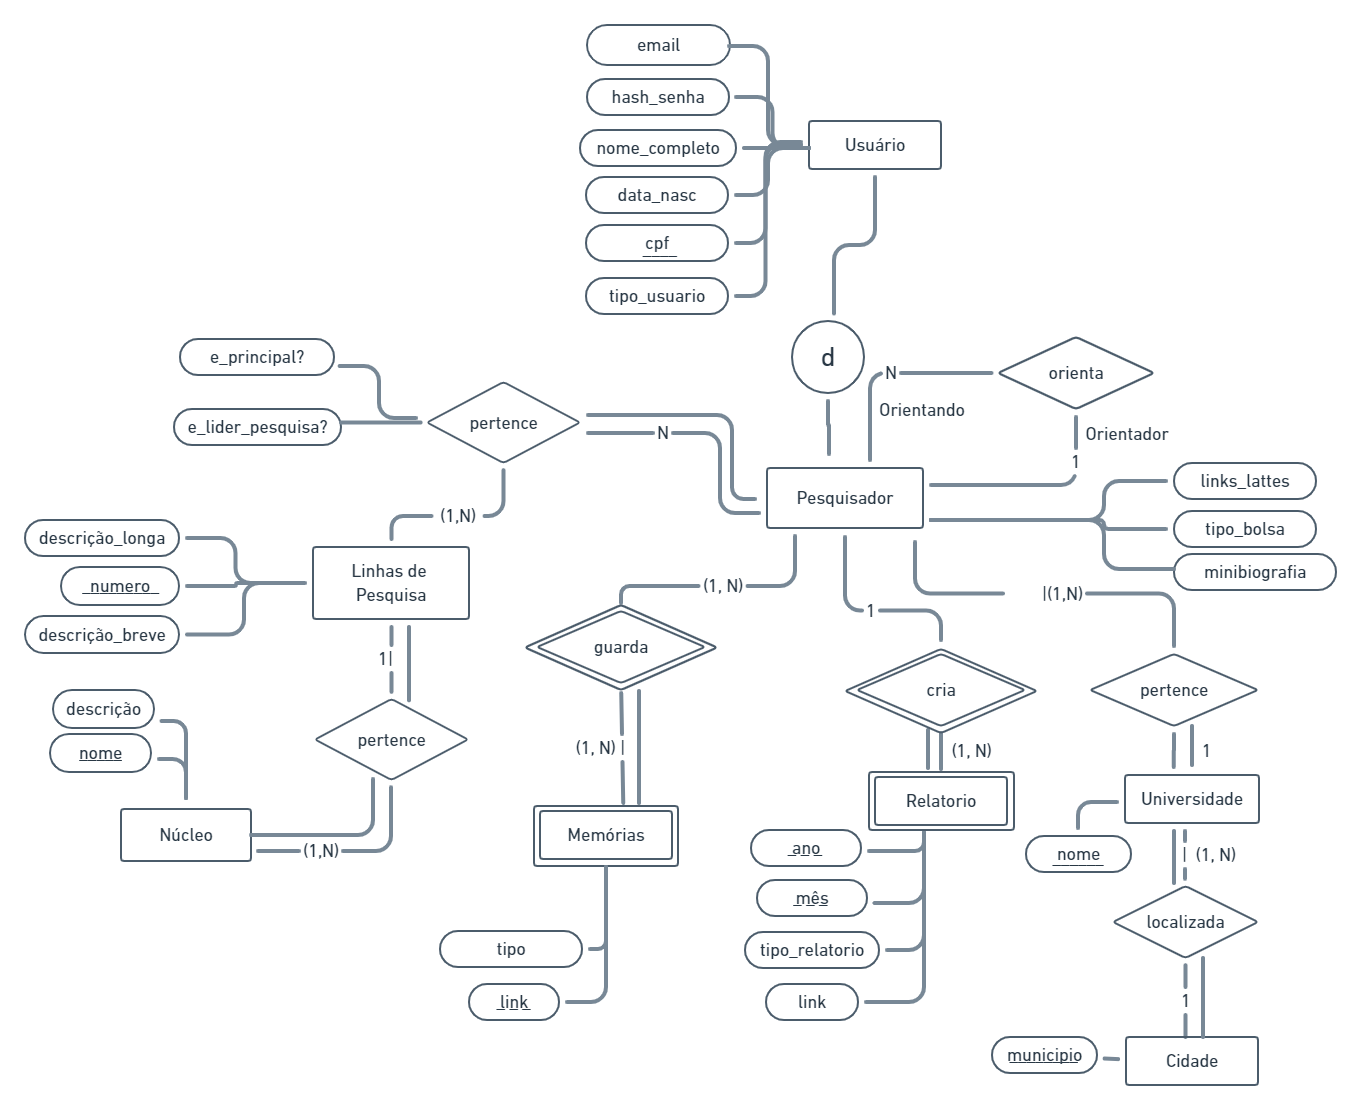 email
hash_senha
nome_completo
data_nasc
cpf
tipo_usuario
Usuário
d
N
orienta
Orientando
Orientador
1
e_principal?
e_lider_pesquisa?
pertence
N
Pesquisador
links_lattes
tipo_bolsa
minibiografia
(1,N)
descrição_longa
numero
descrição_breve
Linhas de
Pesquisa
1
descrição
nome
pertence
Núcleo
(1,N)
(1, N)
guarda
(1, N)
Memórias
tipo
link
1
cria
(1, N)
Relatorio
ano
mês
tipo_relatorio
link
(1,N)
pertence
1
Universidade
nome
(1, N)
localizada
1
municipio
Cidade